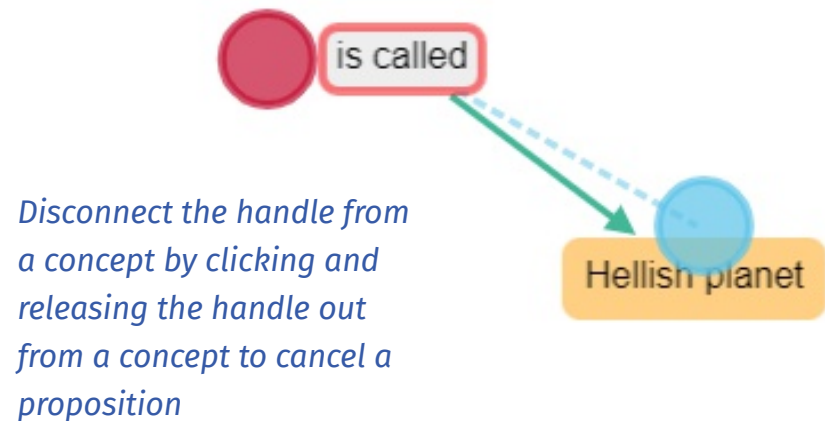 is called
Hellish planet
Disconnect the handle from
a concept by clicking and
releasing the handle out
from a concept to cancel a
proposition